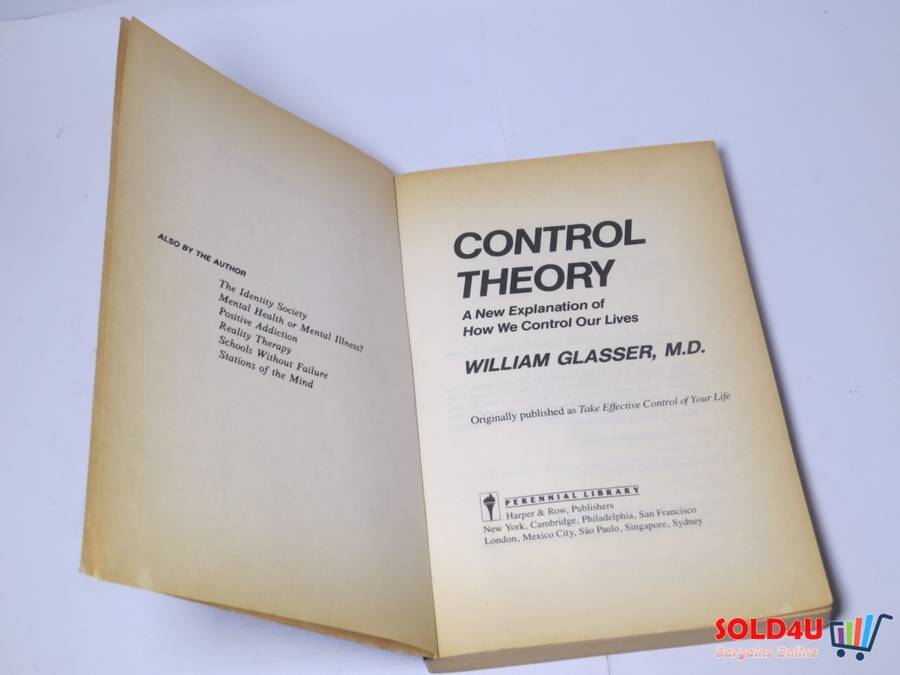 ALSO BY THE AUTHOR
The Identity Society
Mental Health or Mental Illness?
Positive Addiction
Reality Therapy
Schools Without Failure
Stations of the Mind
CONTROL
THEORY
A New Explanation of
How We Control Our Lives
WILLIAM GLASSER, M.D.
Originally published as Take Effective Control of Your Life
PERENNIAL LIBRARY
Harper & Row, Publishers
New York, Cambridge, Philadelphia, San Francisco
London, Mexico City, São Paulo, Singapore, Sydney
SOLD4U
Bargains Online